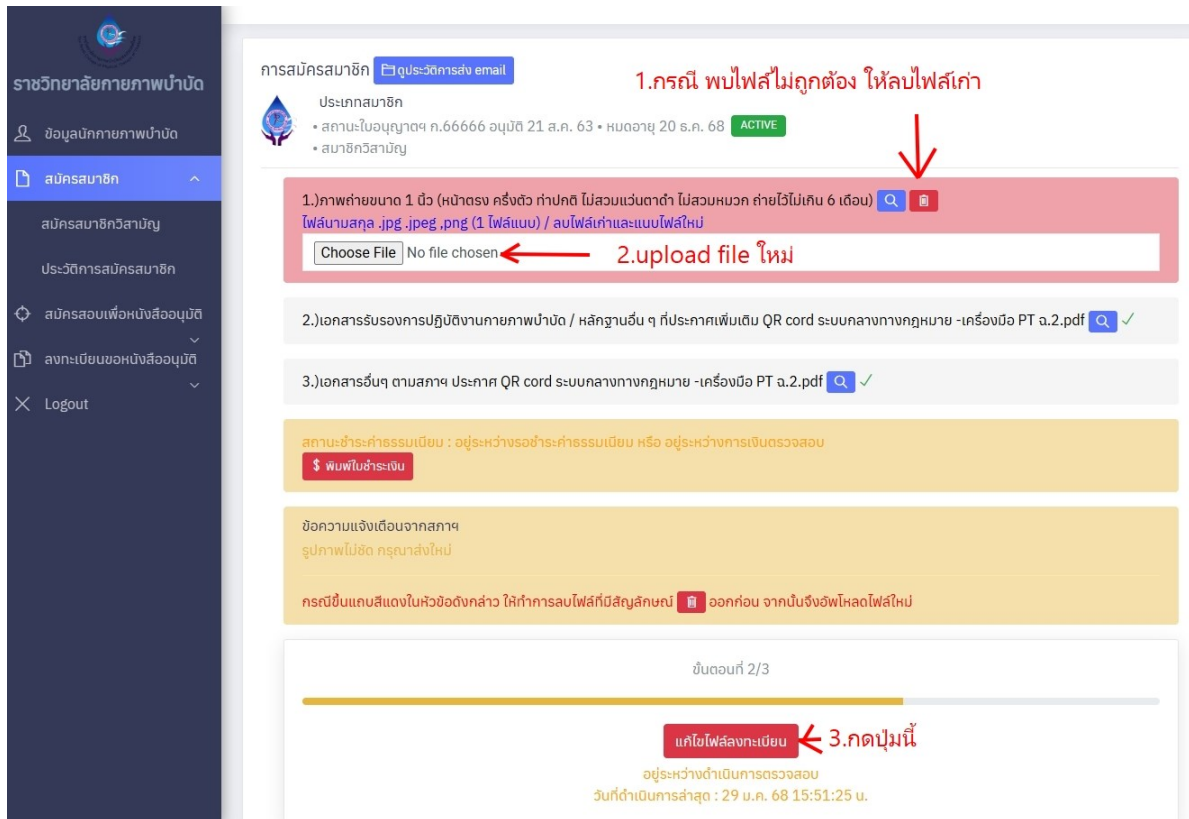 ราชวิทยาลัยกายภาพบำบัด
ข้อมูลนักกายภาพบำบัด
สมัครสมาชิก
สมัครสมาชิกวิสามัญ
ประวัติการสมัครสมาชิก
สมัครสอบเพื่อหนังสืออนุมัติ
ลงทะเบียนขอหนังสืออนุมัติ
Logout
การสมัครสมาชิก ดูประวัติการส่ง email
1.กรณี พบไฟล์ไม่ถูกต้อง ให้ลบไฟล์เก่า
ประเภทสมาชิก
• สถานะใบอนุญาตฯ ก.66666 อนุมัติ 21 ส.ค. 63 • หมดอายุ 20 ธ.ค. 68 ACTIVE
• สมาชิกวิสามัญ
1.)ภาพถ่ายขนาด 1 นิ้ว (หน้าตรง ครึ่งตัว ท่าปกติ ไม่สวมแว่นตาดำ ไม่สวมหมวก ถ่ายไว้ไม่เกิน 6 เดือน)
ไฟล์นามสกุล .jpg .jpeg ,png (1 ไฟล์แนบ) / ลบไฟล์เก่าและแนบไฟล์ใหม่
Choose File No file chosen 2.upload file ใหม่
2.)เอกสารรับรองการปฏิบัติงานกายภาพบำบัด / หลักฐานอื่น ๆ ที่ประกาศเพิ่มเติม QR cord ระบบกลางทางกฎหมาย -เครื่องมือ PT ฉ.2.pdf
3.)เอกสารอื่นๆ ตามสภาฯ ประกาศ QR cord ระบบกลางทางกฎหมาย -เครื่องมือ PT ฉ.2.pdf
สถานะชำระค่าธรรมเนียม : อยู่ระหว่างรอชำระค่าธรรมเนียม หรือ อยู่ระหว่างการเงินตรวจสอบ
$ พิมพ์ใบชำระเงิน
ข้อความแจ้งเตือนจากสภาฯ
รูปภาพไม่ชัด กรุณาส่งใหม่
กรณีขึ้นแถบสีแดงในหัวข้อดังกล่าว ให้ทำการลบไฟล์ที่มีสัญลักษณ์ ออกก่อน จากนั้นจึงอัพโหลดไฟล์ใหม่
ขั้นตอนที่ 2/3
แก้ไขไฟล์ลงทะเบียน 3.กดปุ่มนี้
อยู่ระหว่างดำเนินการตรวจสอบ
วันที่ดำเนินการล่าสุด : 29 ม.ค. 68 15:51:25 น.